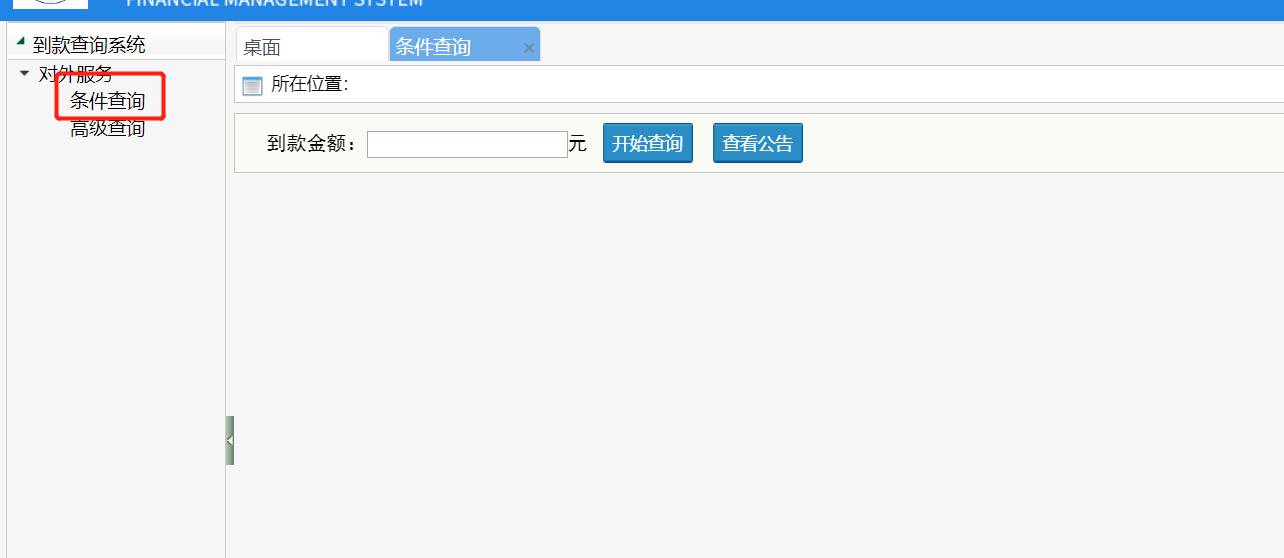 FINANCIAL MANAGEMENT SYSTEM
到款查询系统
对外服务
条件查询
高级查询
桌面 条件查询 ×
所在位置：
到款金额： 元 开始查询 查看公告